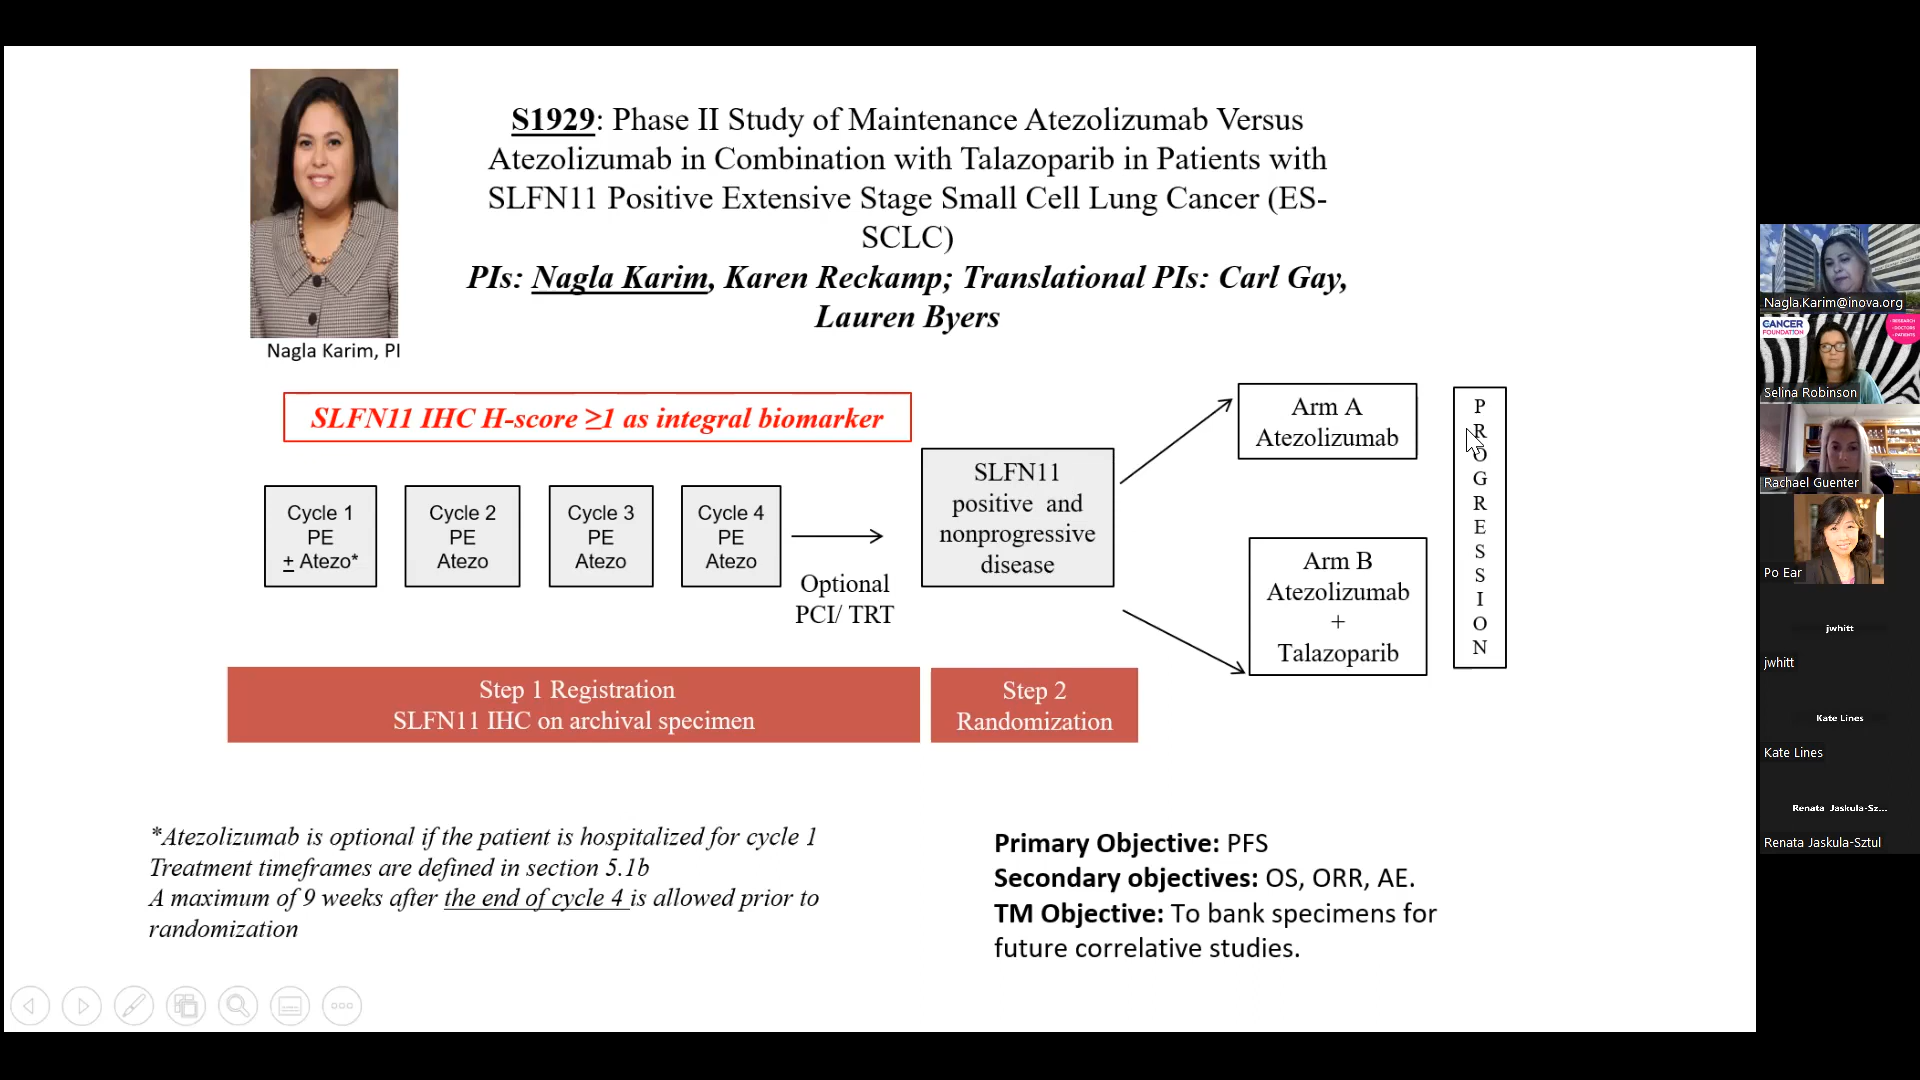 S1929: Phase II Study of Maintenance Atezolizumab Versus
Atezolizumab in Combination with Talazoparib in Patients with
SLFN11 Positive Extensive Stage Small Cell Lung Cancer (ES-
SCLC)
PIs: Nagla Karim, Karen Reckamp; Translational PIs: Carl Gay,
Lauren Byers
Nagla Karim, PI
SLFN11 IHC H-score ≥1 as integral biomarker
Cycle 1
PE
± Atezo*
Cycle 2
PE
Atezo
Cycle 3
PE
Atezo
Cycle 4
PE
Atezo
Optional
PCI/ TRT
SLFN11
positive and
nonprogressive
disease
Arm A
Atezolizumab
Arm B
Atezolizumab
+
Talazoparib
P
R
O
G
R
E
S
S
I
O
N
Step 1 Registration
SLFN11 IHC on archival specimen
Step 2
Randomization
*Atezolizumab is optional if the patient is hospitalized for cycle 1
Treatment timeframes are defined in section 5.1b
A maximum of 9 weeks after the end of cycle 4 is allowed prior to
randomization
Primary Objective: PFS
Secondary objectives: OS, ORR, AE.
TM Objective: To bank specimens for
future correlative studies.
Nagla.Karim@inova.org
CANCER
FOUNDATION
RESEARCH
DOCTORS
PATIENTS
Selina Robinson
Rachael Guenter
Po Ear
jwhitt
jwhitt
Kate Lines
Kate Lines
Renata Jaskula-Sz...
Renata Jaskula-Sztul